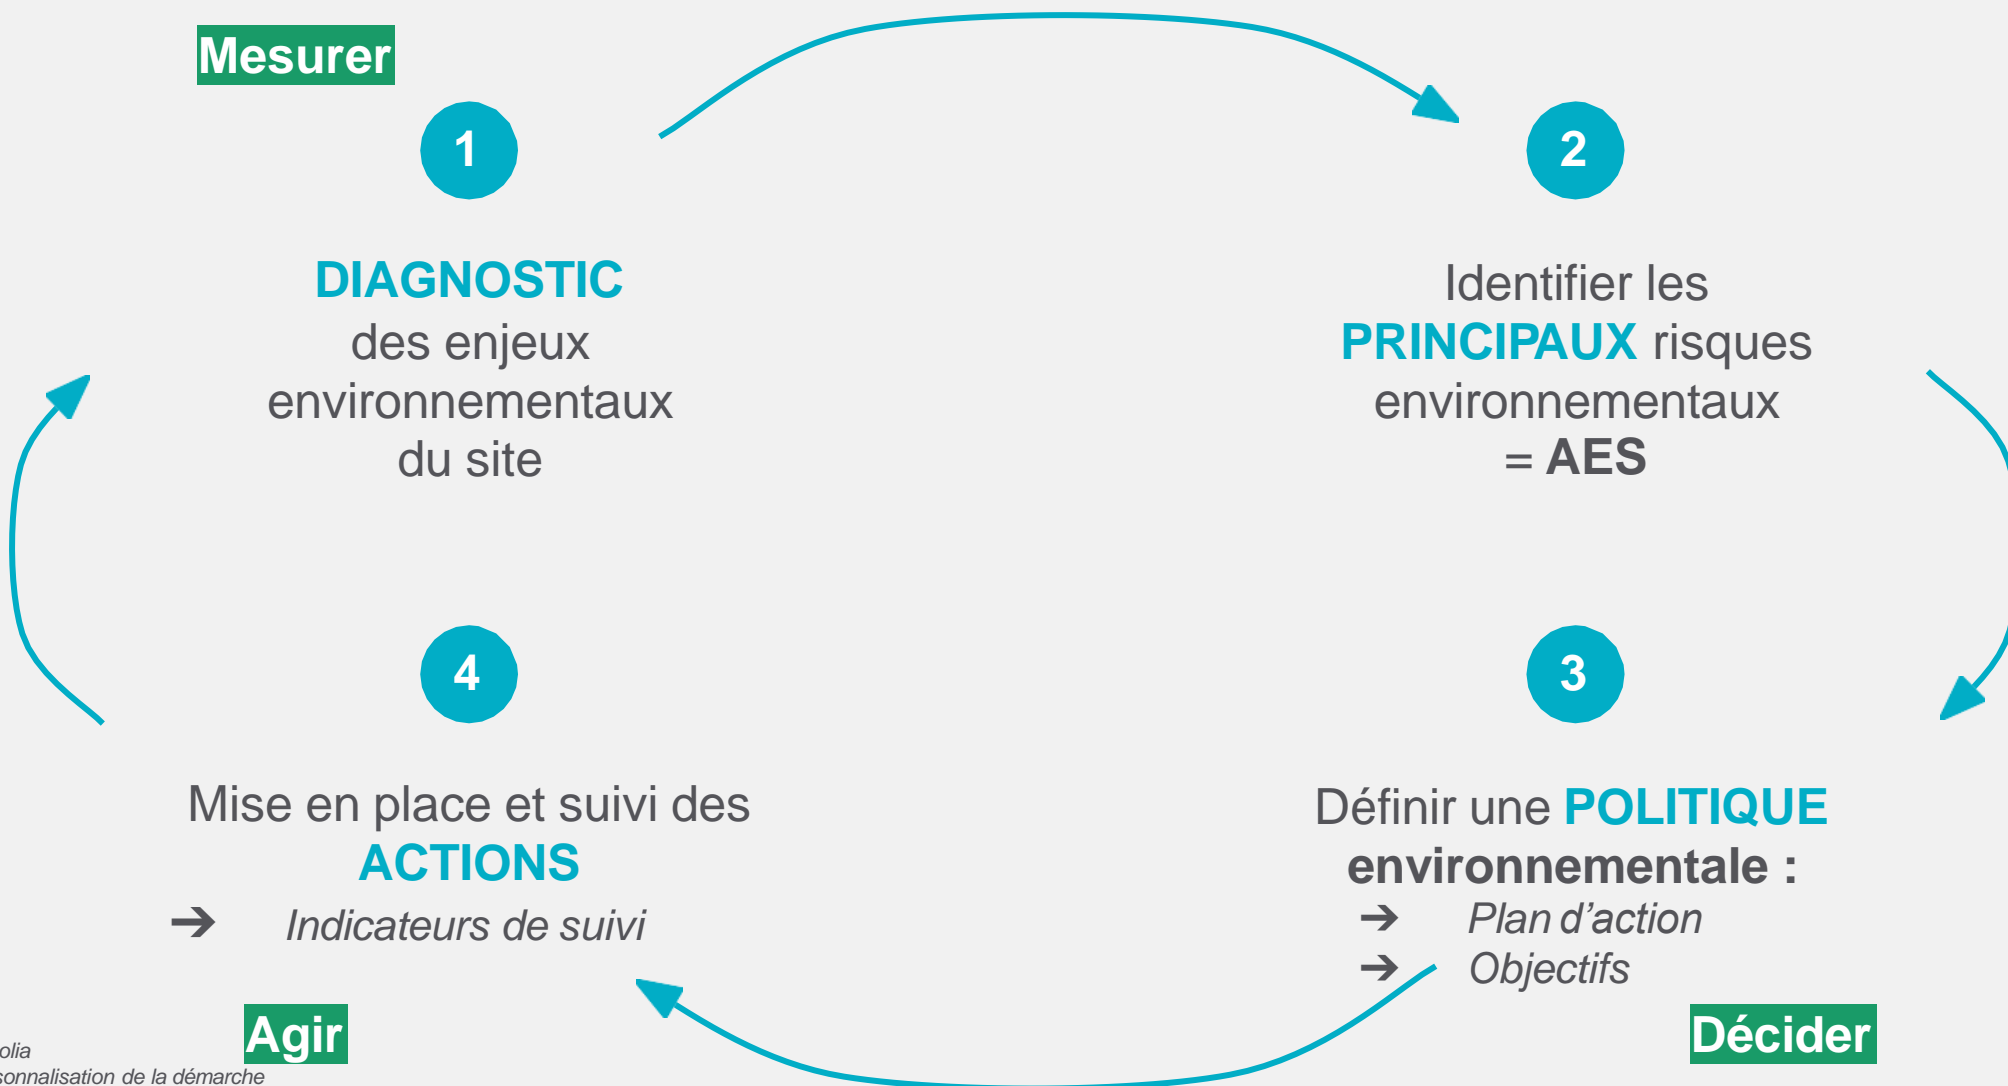 Mesurer
1
DIAGNOSTIC
des enjeux
environnementaux
du site
2
Identifier les
PRINCIPAUX risques
environnementaux
= AES
3
Définir une POLITIQUE
environnementale :
➔ Plan d’action
➔ Objectifs
Décider
4
Mise en place et suivi des
ACTIONS
➔ Indicateurs de suivi
Agir
olia
sonnalisation de la démarche